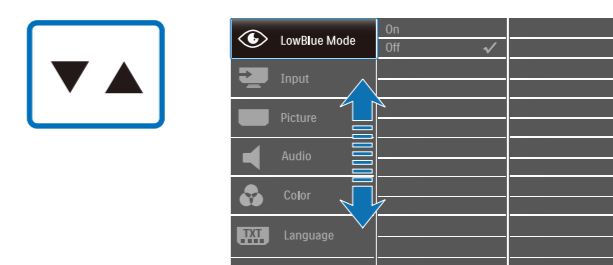 LowBlue Mode
On
Off
Input
Picture
Audio
Color
TXT
Language